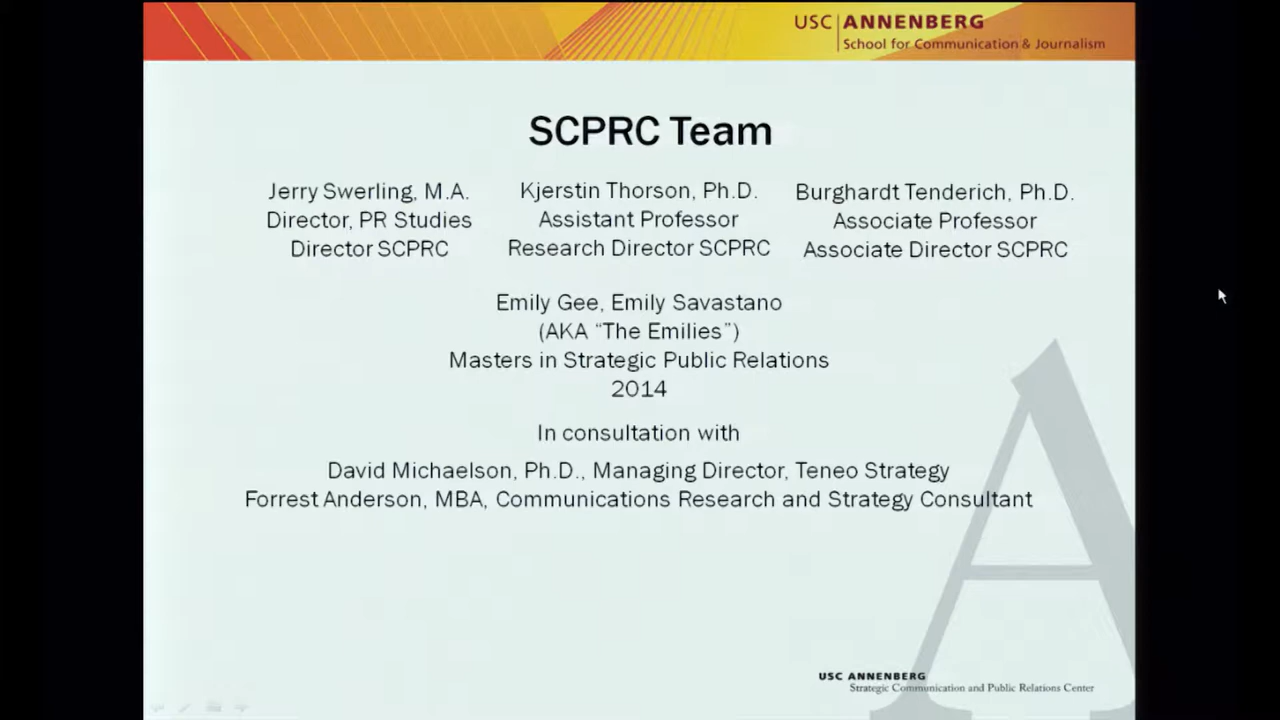 USC ANNENBERG
School for Communication & Journalism
SCPRC Team
Jerry Swerling, M.A.
Director, PR Studies
Director SCPRC
Kjerstin Thorson, Ph.D.
Assistant Professor
Research Director SCPRC
Burghardt Tenderich, Ph.D.
Associate Professor
Associate Director SCPRC
Emily Gee, Emily Savastano
(AKA “The Emilies”)
Masters in Strategic Public Relations
2014
In consultation with
David Michaelson, Ph.D., Managing Director, Teneo Strategy
Forrest Anderson, MBA, Communications Research and Strategy Consultant
A
USC ANNENBERG
Strategic Communication and Public Relations Center